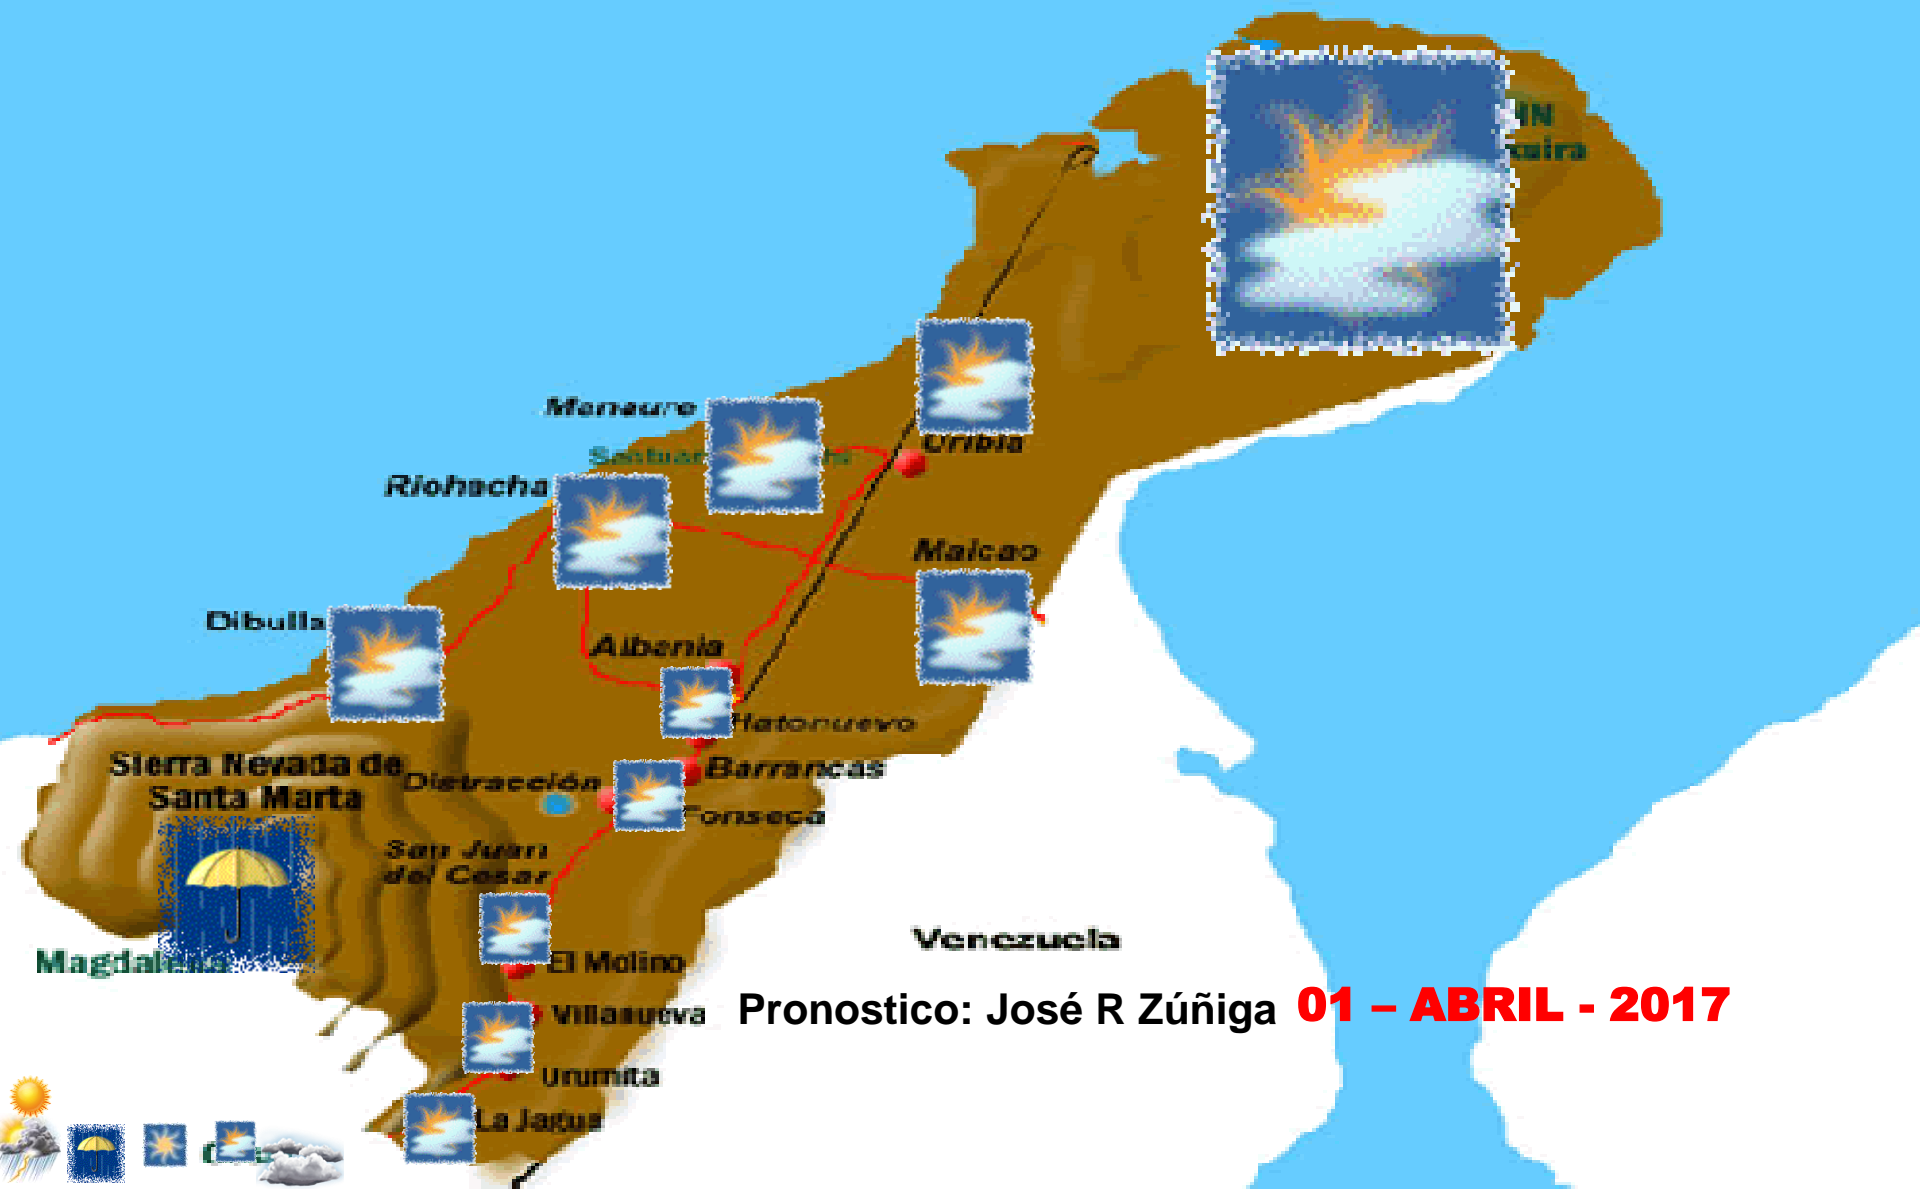 Manaure
Uribia
Riohacha
Maicao
Dibulla
Albania
Hatonuevo
Sierra Nevada de
Santa Marta
Distracción
Barrancas
Fonseca
San Juan
del Cesar
Venezuela
El Molino
Magdalena
Pronostico: José R Zúñiga 01 – ABRIL - 2017
Villanueva
Urumita
La Jagua